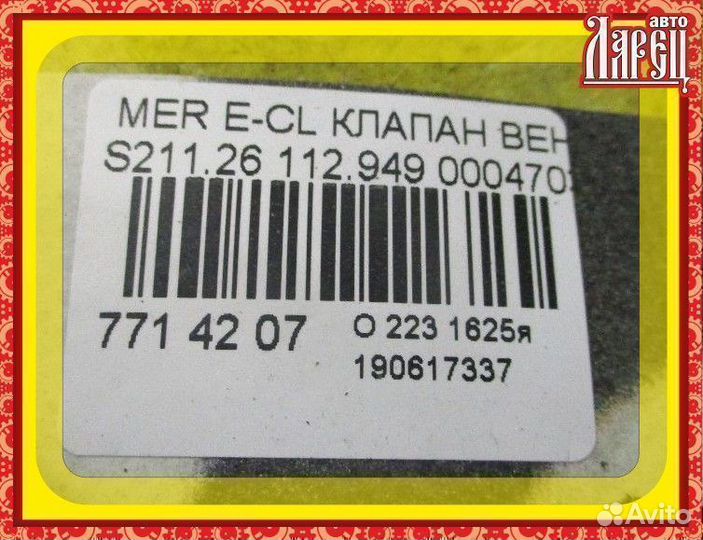 авто
Ларец
MER E-CL КЛАПАН ВЕН
S211.26 112.949 000470
771 42 07
О 223 1625я
190617337
Avito